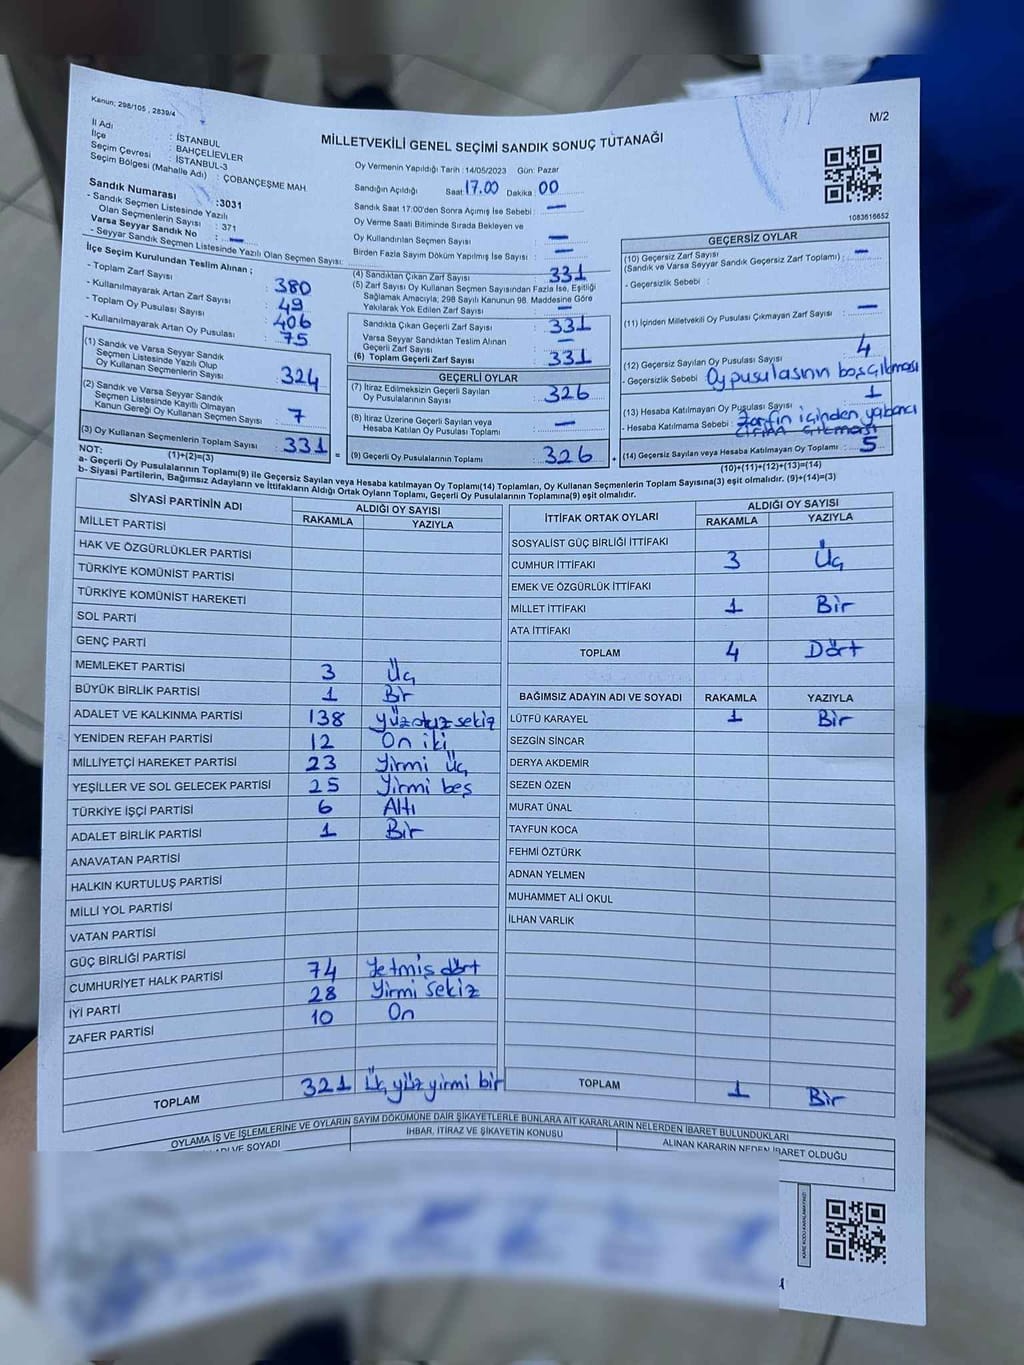 Kanun; 298/105 , 2839/4
M/2
İl Adı : İSTANBUL
İlçe : BAHÇELİEVLER
Seçim Çevresi : İSTANBUL-3
Seçim Bölgesi (Mahalle Adı) : ÇOBANÇEŞME MAH.
MİLLETVEKİLİ GENEL SEÇİMİ SANDIK SONUÇ TUTANAĞI
Oy Vermenin Yapıldığı Tarih : 14/05/2023 Gün: Pazar
Sandığın Açıldığı Saat: 17.00 Dakika : 00
Sandık Saat 17.00'den Sonra Açımış İse Sebebi : —
Oy Verme Saati Bitiminde Sırada Bekleyen ve
Oy Kullandırılan Seçmen Sayısı : —
Birden Fazla Sayım Döküm Yapılmış İse Sayısı : —
Sandık Numarası : 3031
- Sandık Seçmen Listesinde Yazılı
Olan Seçmenlerin Sayısı : 371
Varsa Seyyar Sandık No : —
- Seyyar Sandık Seçmen Listesinde Yazılı Olan Seçmen Sayısı:
İlçe Seçim Kurulundan Teslim Alınan ;
- Toplam Zarf Sayısı : 380
- Kullanılmayarak Artan Zarf Sayısı : 49
- Toplam Oy Pusulası Sayısı : 406
- Kullanılmayarak Artan Oy Pusulası : 75
(1) Sandık ve Varsa Seyyar Sandık
Seçmen Listesinde Yazılı Olup
Oy Kullanan Seçmenlerin Sayısı : 324
(2) Sandık ve Varsa Seyyar Sandık
Seçmen Listesinde Kayıtlı Olmayan
Kanun Gereği Oy Kullanan Seçmen Sayısı : 7
(3) Oy Kullanan Seçmenlerin Toplam Sayısı : 331
(1)+(2)=(3)
(4) Sandıktan Çıkan Zarf Sayısı : 331
(5) Zarf Sayısı Oy Kullanan Seçmen Sayısından Fazla İse, Eşitliği
Sağlamak Amacıyla, 298 Sayılı Kanunun 98. Maddesine Göre
Yakılarak Yok Edilen Zarf Sayısı : —
Sandıkta Çıkan Geçerli Zarf Sayısı : 331
Varsa Seyyar Sandıktan Teslim Alınan
Geçerli Zarf Sayısı : —
(6) Toplam Geçerli Zarf Sayısı : 331
GEÇERLİ OYLAR
(7) İtiraz Edilmeksizin Geçerli Sayılan
Oy Pusulalarının Sayısı : 326
(8) İtiraz Üzerine Geçerli Sayılan veya
Hesaba Katılan Oy Pusulası Toplamı : —
= (9) Geçerli Oy Pusulalarının Toplamı : 326 +
1083616652
GEÇERSİZ OYLAR
(10) Geçersiz Zarf Sayısı : —
(Sandık ve Varsa Seyyar Sandık Geçersiz Zarf Toplamı)
- Geçersizlik Sebebi :
(11) İçinden Milletvekili Oy Pusulası Çıkmayan Zarf Sayısı : —
(12) Geçersiz Sayılan Oy Pusulası Sayısı : 4
- Geçersizlik Sebebi : Oy pusulasının boş çıkması
(13) Hesaba Katılmayan Oy Pusulası Sayısı : 1
- Hesaba Katılmama Sebebi : Zarfın içinden yabancı
cisim çıkması
(14) Geçersiz Sayılan veya Hesaba Katılmayan Oy Toplamı : 5
(10)+(11)+(12)+(13)=(14)
NOT:
a- Geçerli Oy Pusulalarının Toplamı(9) ile Geçersiz Sayılan veya Hesaba Katılmayan Oy Toplamı(14) Toplamları, Oy Kullanan Seçmenlerin Toplam Sayısına(3) eşit olmalıdır. (9)+(14)=(3)
b- Siyasi Partilerin, Bağımsız Adayların ve İttifakların Aldığı Ortak Oyların Toplamı, Geçerli Oy Pusulalarının Toplamına(9) eşit olmalıdır.
SİYASİ PARTİNİN ADI ALDIĞI OY SAYISI
RAKAMLA YAZIYLA
MİLLET PARTİSİ
HAK VE ÖZGÜRLÜKLER PARTİSİ
TÜRKİYE KOMÜNİST PARTİSİ
TÜRKİYE KOMÜNİST HAREKETİ
SOL PARTİ
GENÇ PARTİ
MEMLEKET PARTİSİ 3 Üç
BÜYÜK BİRLİK PARTİSİ 1 Bir
ADALET VE KALKINMA PARTİSİ 138 yüz otuz sekiz
YENİDEN REFAH PARTİSİ 12 On iki
MİLLİYETÇİ HAREKET PARTİSİ 23 Yirmi üç
YEŞİLLER VE SOL GELECEK PARTİSİ 25 Yirmi beş
TÜRKİYE İŞÇİ PARTİSİ 6 Altı
ADALET BİRLİK PARTİSİ 1 Bir
ANAVATAN PARTİSİ
HALKIN KURTULUŞ PARTİSİ
MİLLİ YOL PARTİSİ
VATAN PARTİSİ
GÜÇ BİRLİĞİ PARTİSİ
CUMHURİYET HALK PARTİSİ 74 Yetmiş dört
İYİ PARTİ 28 Yirmi sekiz
ZAFER PARTİSİ 10 On
TOPLAM 321 Üç yüz yirmi bir
İTTİFAK ORTAK OYLARI ALDIĞI OY SAYISI
RAKAMLA YAZIYLA
SOSYALİST GÜÇ BİRLİĞİ İTTİFAKI
CUMHUR İTTİFAKI 3 Üç
EMEK VE ÖZGÜRLÜK İTTİFAKI
MİLLET İTTİFAKI 1 Bir
ATA İTTİFAKI
TOPLAM 4 Dört
BAĞIMSIZ ADAYIN ADI VE SOYADI RAKAMLA YAZIYLA
LÜTFÜ KARAYEL 1 Bir
SEZGİN SİNCAR
DERYA AKDEMİR
SEZEN ÖZEN
MURAT ÜNAL
TAYFUN KOCA
FEHMİ ÖZTÜRK
ADNAN YELMEN
MUHAMMET ALİ OKUL
İLHAN VARLIK
TOPLAM 1 Bir
OYLAMA İŞ VE İŞLEMLERİNE VE OYLARIN SAYIM DÖKÜMÜNE DAİR ŞİKAYETLERLE BUNLARA AİT KARARLARIN NELERDEN İBARET BULUNDUKLARI
ADI VE SOYADI İHBAR, İTİRAZ VE ŞİKAYETİN KONUSU ALINAN KARARIN NEDEN İBARET OLDUĞU
KARE KODU KARALAMAYINIZ!